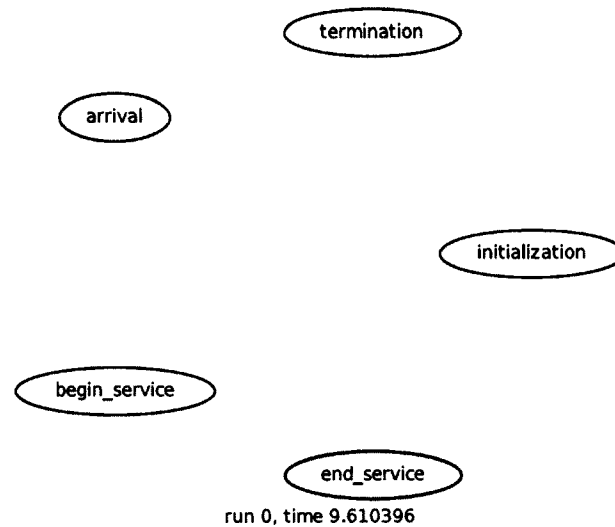 termination
arrival
initialization
begin_service
end_service
run 0, time 9.610396